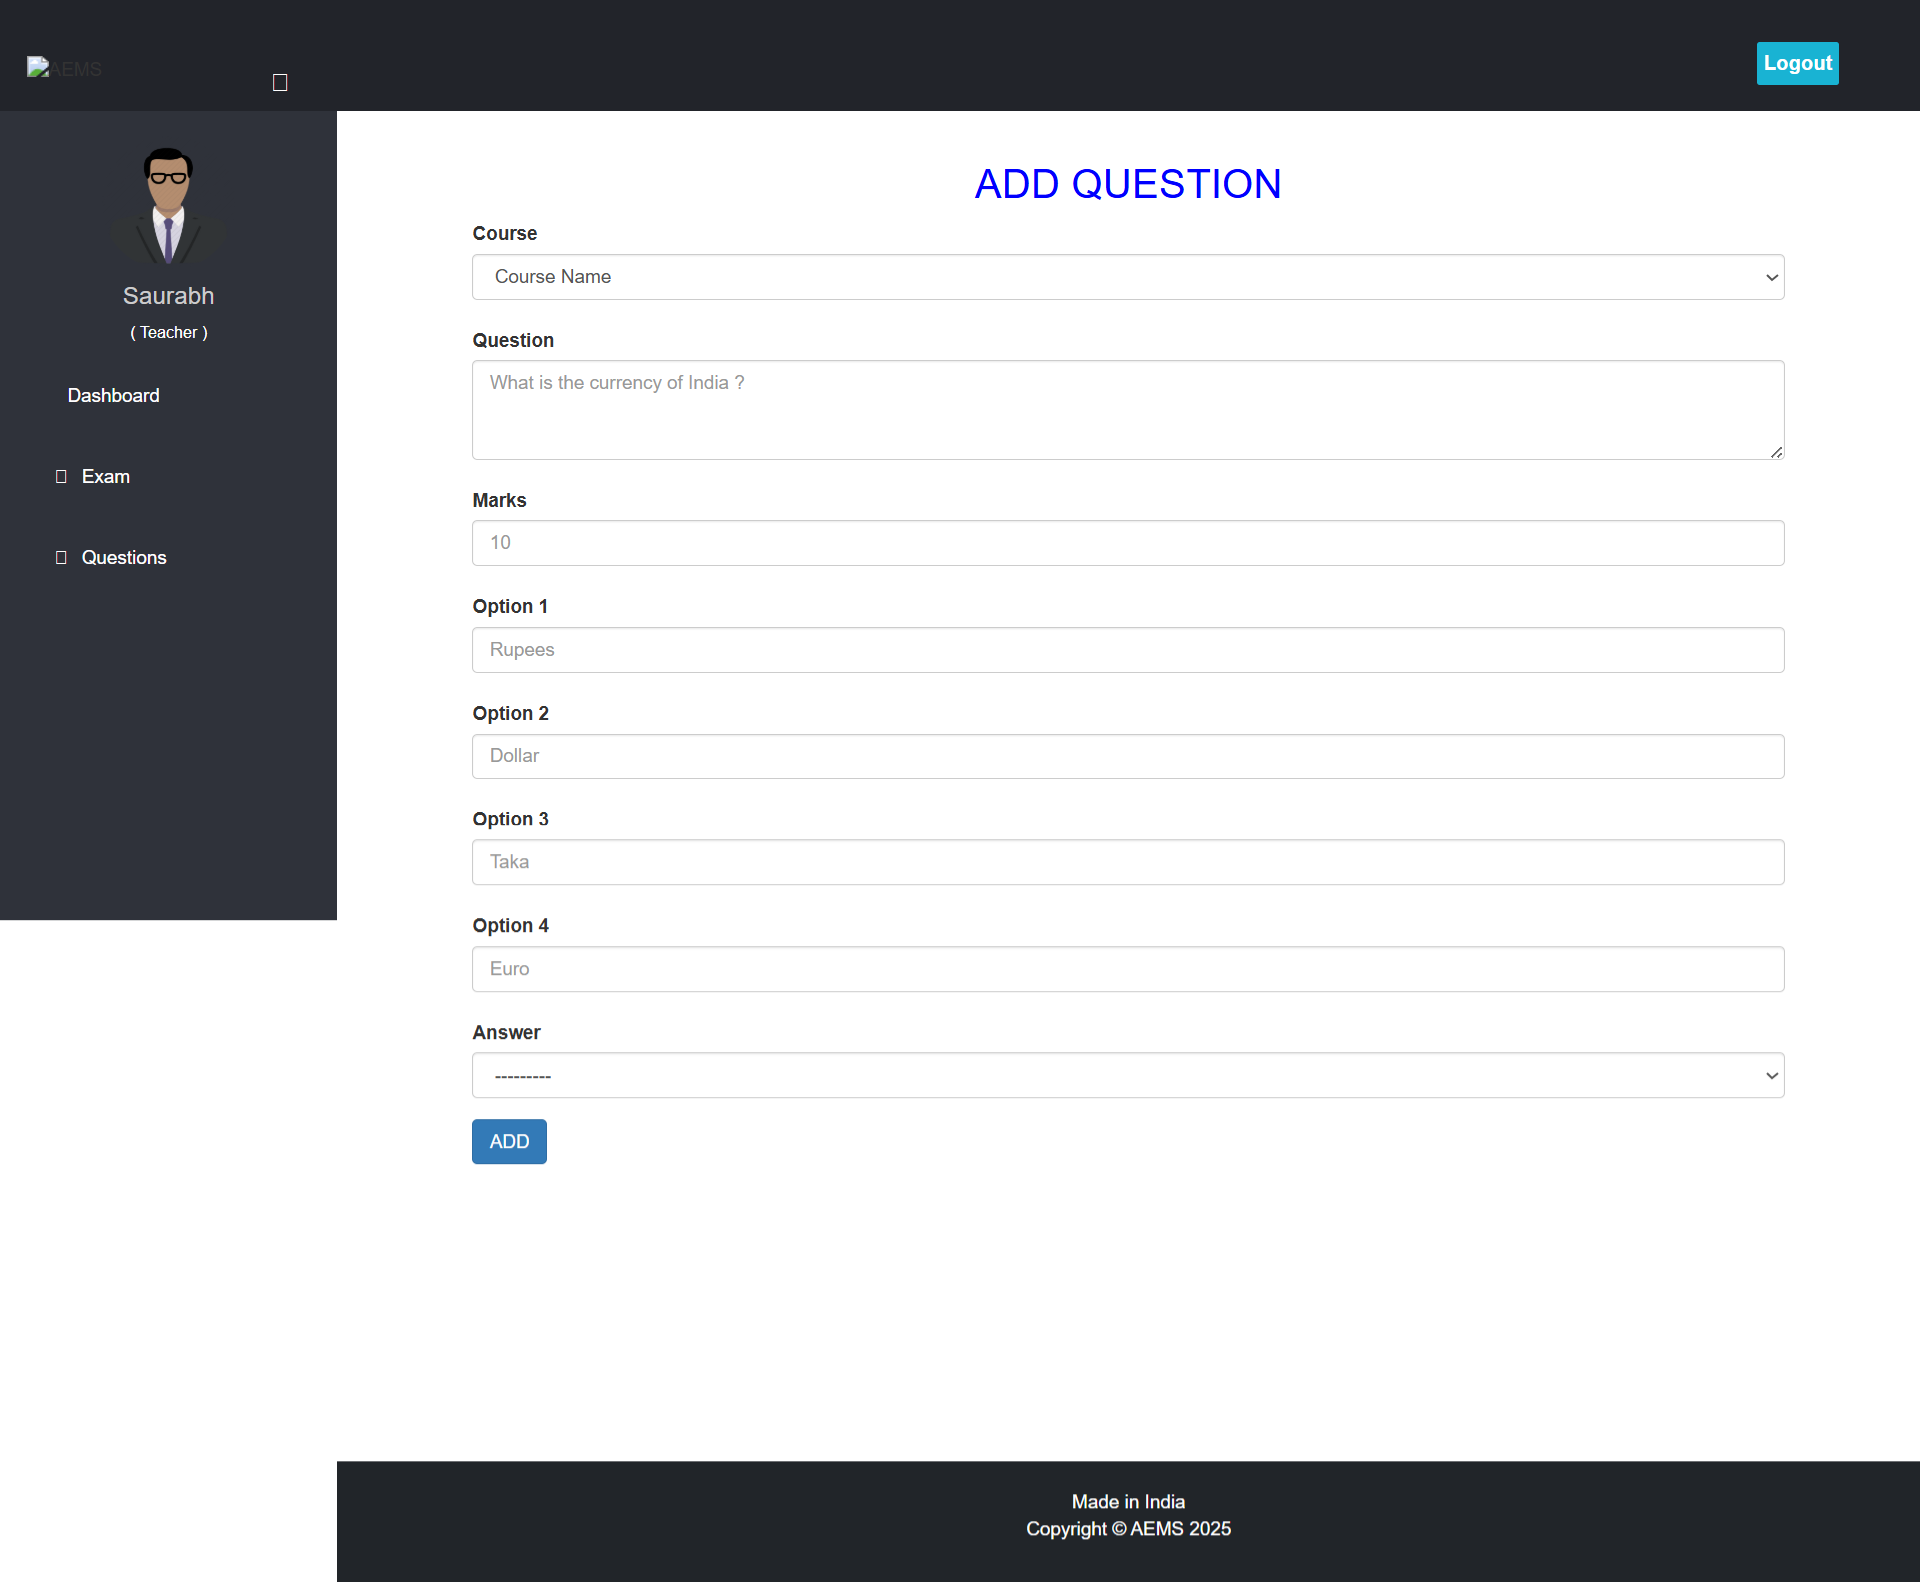 AEMS
Logout
Saurabh
( Teacher )
Dashboard
Exam
Questions
ADD QUESTION
Course
Course Name
Question
What is the currency of India ?
Marks
10
Option 1
Rupees
Option 2
Dollar
Option 3
Taka
Option 4
Euro
Answer
---------
ADD
Made in India
Copyright © AEMS 2025